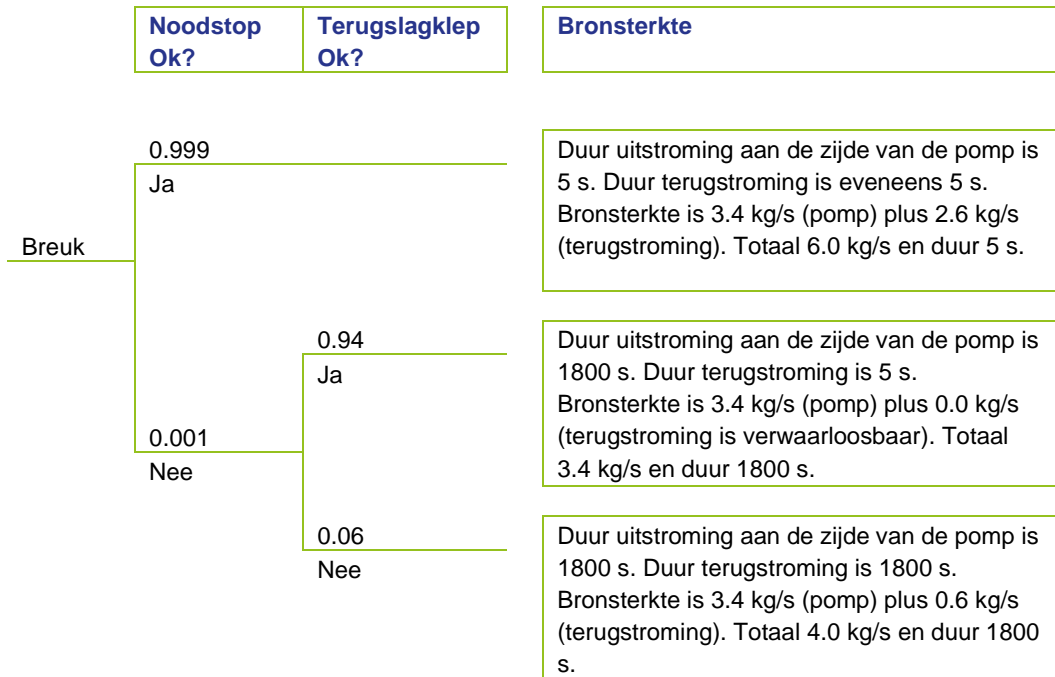 Noodstop
Ok?
Terugslagklep
Ok?
Bronsterkte
0.999
Ja
Duur uitstroming aan de zijde van de pomp is
5 s. Duur terugstroming is eveneens 5 s.
Bronsterkte is 3.4 kg/s (pomp) plus 2.6 kg/s
(terugstroming). Totaal 6.0 kg/s en duur 5 s.
Breuk
0.94
Ja
Duur uitstroming aan de zijde van de pomp is
1800 s. Duur terugstroming is 5 s.
Bronsterkte is 3.4 kg/s (pomp) plus 0.0 kg/s
(terugstroming is verwaarloosbaar). Totaal
3.4 kg/s en duur 1800 s.
0.001
Nee
0.06
Nee
Duur uitstroming aan de zijde van de pomp is
1800 s. Duur terugstroming is 1800 s.
Bronsterkte is 3.4 kg/s (pomp) plus 0.6 kg/s
(terugstroming). Totaal 4.0 kg/s en duur 1800
s.